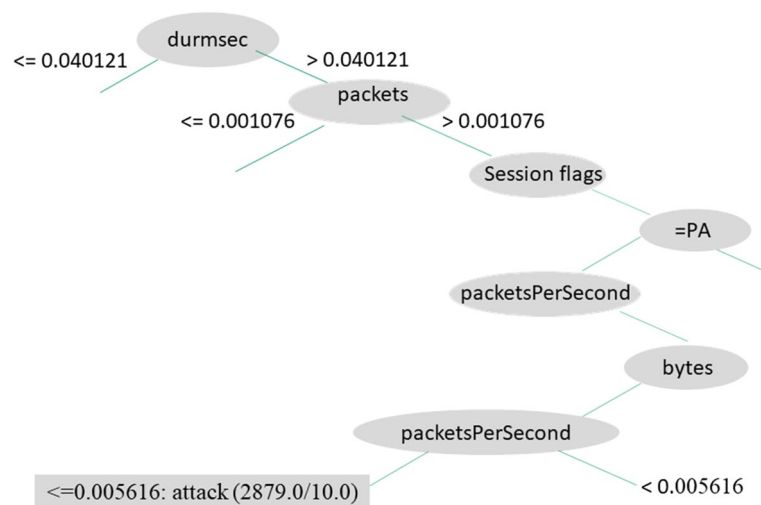 durmsec
<= 0.040121
> 0.040121
packets
<= 0.001076
> 0.001076
Session flags
=PA
packetsPerSecond
bytes
packetsPerSecond
<=0.005616: attack (2879.0/10.0)
< 0.005616